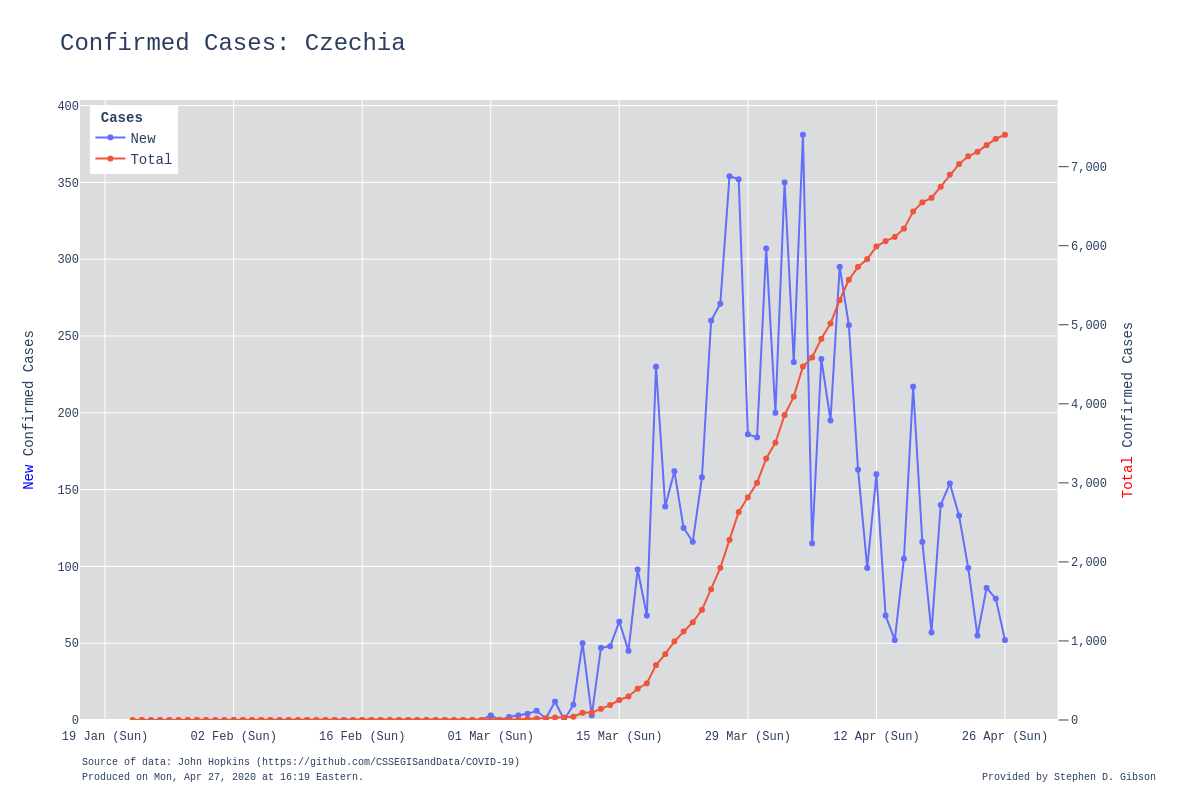 Confirmed Cases: Czechia
Cases
New
Total
400
350
300
250
200
150
100
50
0
7,000
6,000
5,000
4,000
3,000
2,000
1,000
0
New Confirmed Cases
Total Confirmed Cases
19 Jan (Sun) 02 Feb (Sun) 16 Feb (Sun) 01 Mar (Sun) 15 Mar (Sun) 29 Mar (Sun) 12 Apr (Sun) 26 Apr (Sun)
Source of data: John Hopkins (https://github.com/CSSEGISandData/COVID-19)
Produced on Mon, Apr 27, 2020 at 16:19 Eastern.
Provided by Stephen D. Gibson